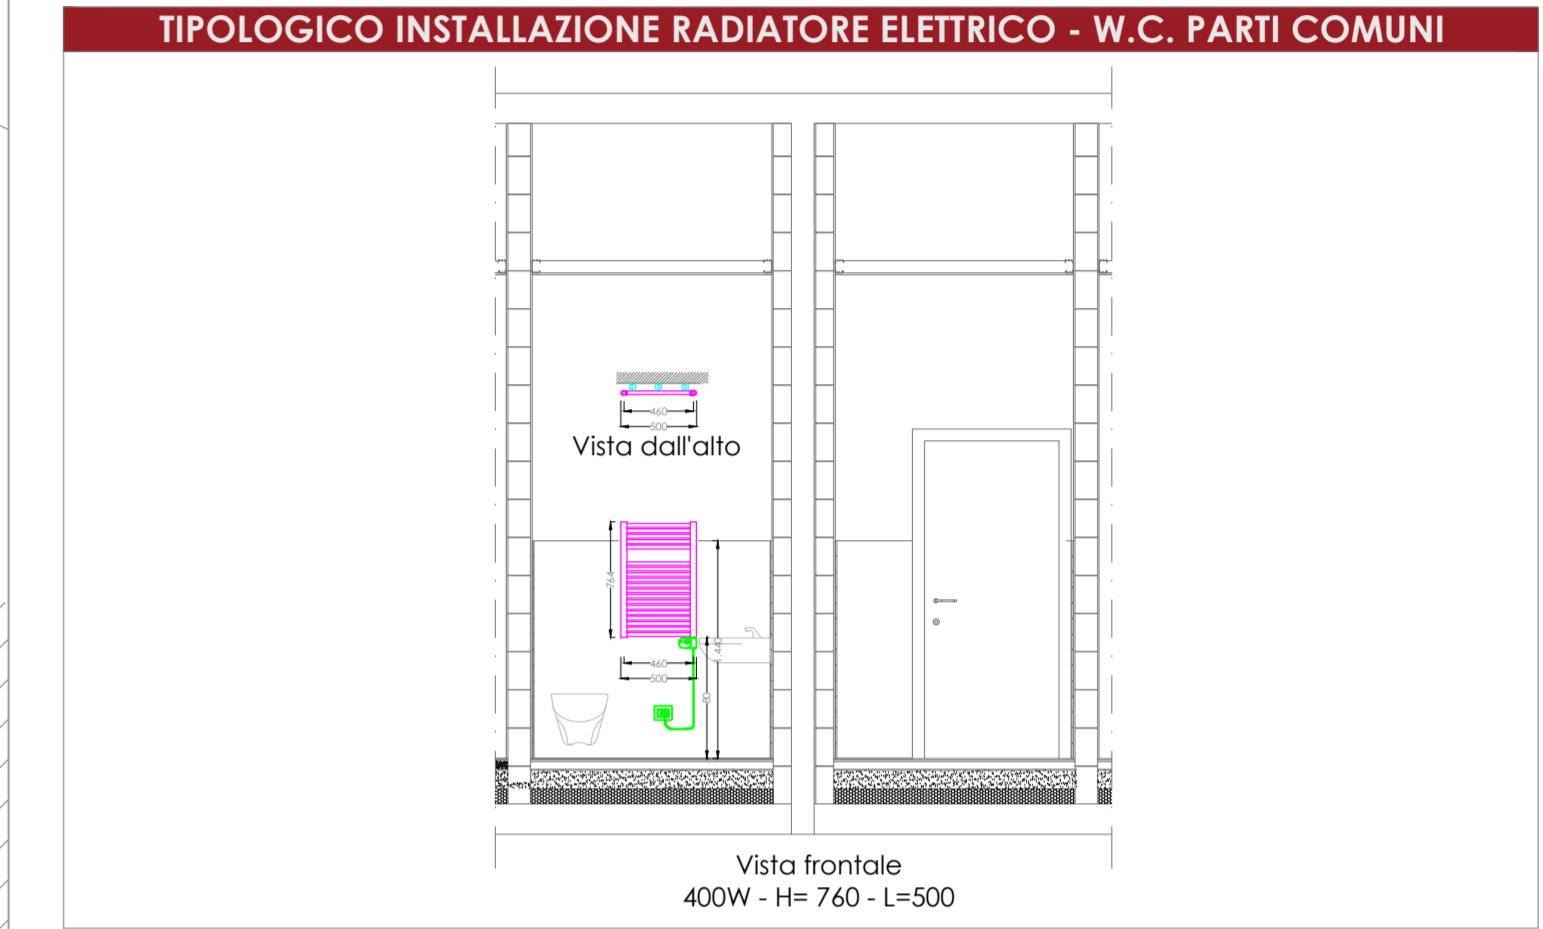 TIPOLOGICO INSTALLAZIONE RADIATORE ELETTRICO - W.C. PARTI COMUNI
460
500
Vista dall'alto
764
460
500
80
Vista frontale
400W - H= 760 - L=500